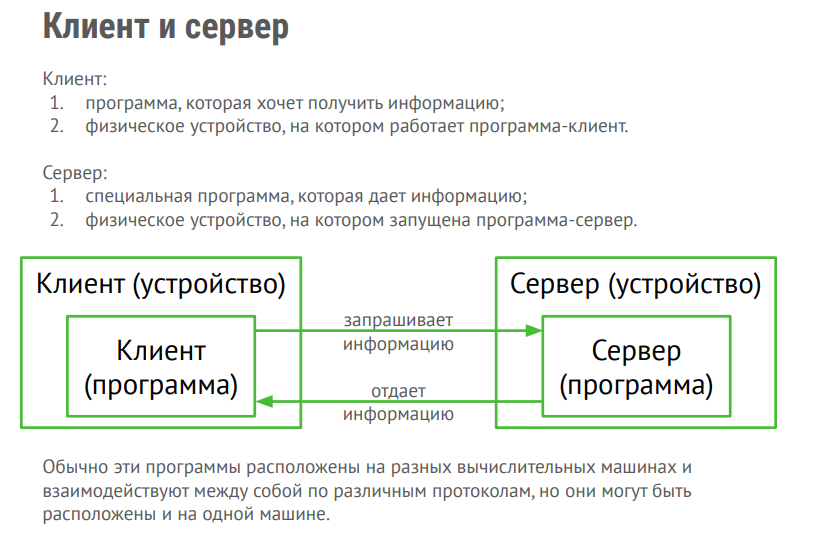 Клиент и сервер
Клиент:
1. программа, которая хочет получить информацию;
2. физическое устройство, на котором работает программа-клиент.
Сервер:
1. специальная программа, которая дает информацию;
2. физическое устройство, на котором запущена программа-сервер.
Клиент (устройство)
Клиент
(программа)
запрашивает
информацию
отдает
информацию
Сервер (устройство)
Сервер
(программа)
Обычно эти программы расположены на разных вычислительных машинах и
взаимодействуют между собой по различным протоколам, но они могут быть
расположены и на одной машине.